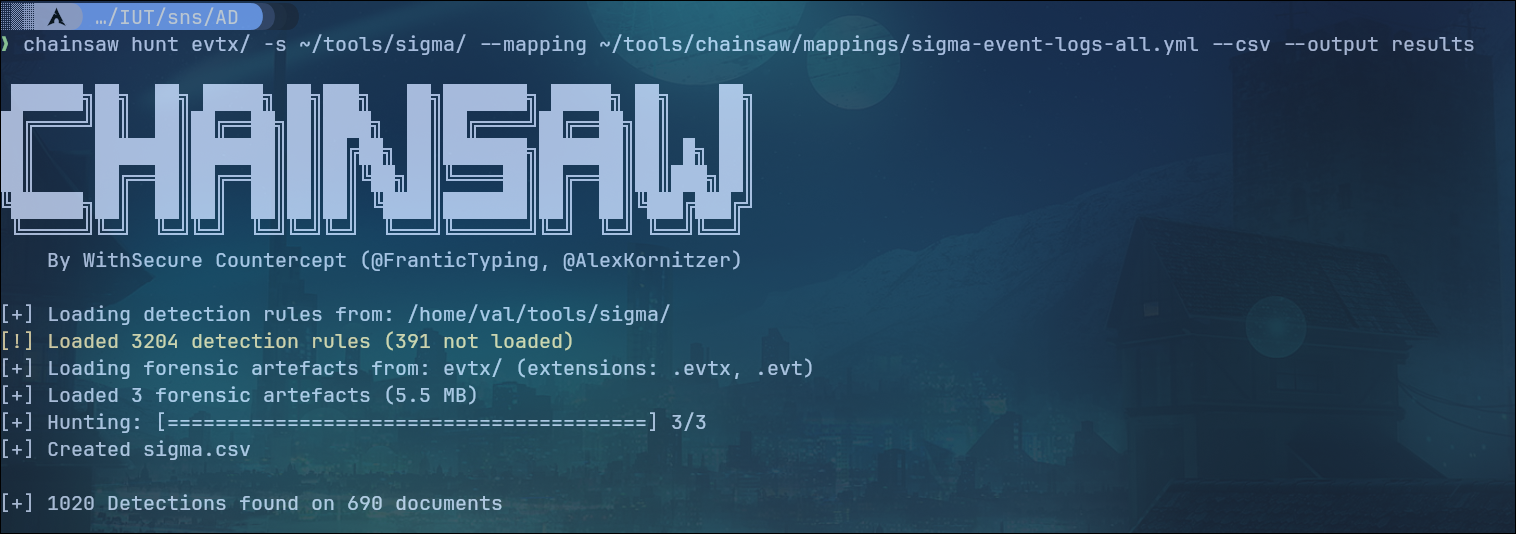 …/IUT/sns/AD
❯ chainsaw hunt evtx/ -s ~/tools/sigma/ --mapping ~/tools/chainsaw/mappings/sigma-event-logs-all.yml --csv --output results
CHAINSAW
By WithSecure Countercept (@FranticTyping, @AlexKornitzer)
[+] Loading detection rules from: /home/val/tools/sigma/
[!] Loaded 3204 detection rules (391 not loaded)
[+] Loading forensic artefacts from: evtx/ (extensions: .evtx, .evt)
[+] Loaded 3 forensic artefacts (5.5 MB)
[+] Hunting: [========================================] 3/3
[+] Created sigma.csv
[+] 1020 Detections found on 690 documents